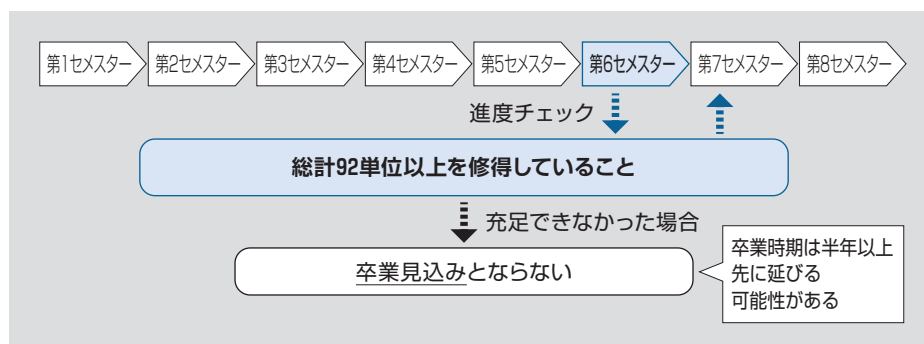 第1セメスター 第2セメスター 第3セメスター 第4セメスター 第5セメスター 第6セメスター 第7セメスター 第8セメスター
進度チェック
総計92単位以上を修得していること
充足できなかった場合
卒業見込みとならない
卒業時期は半年以上
先に延びる
可能性がある